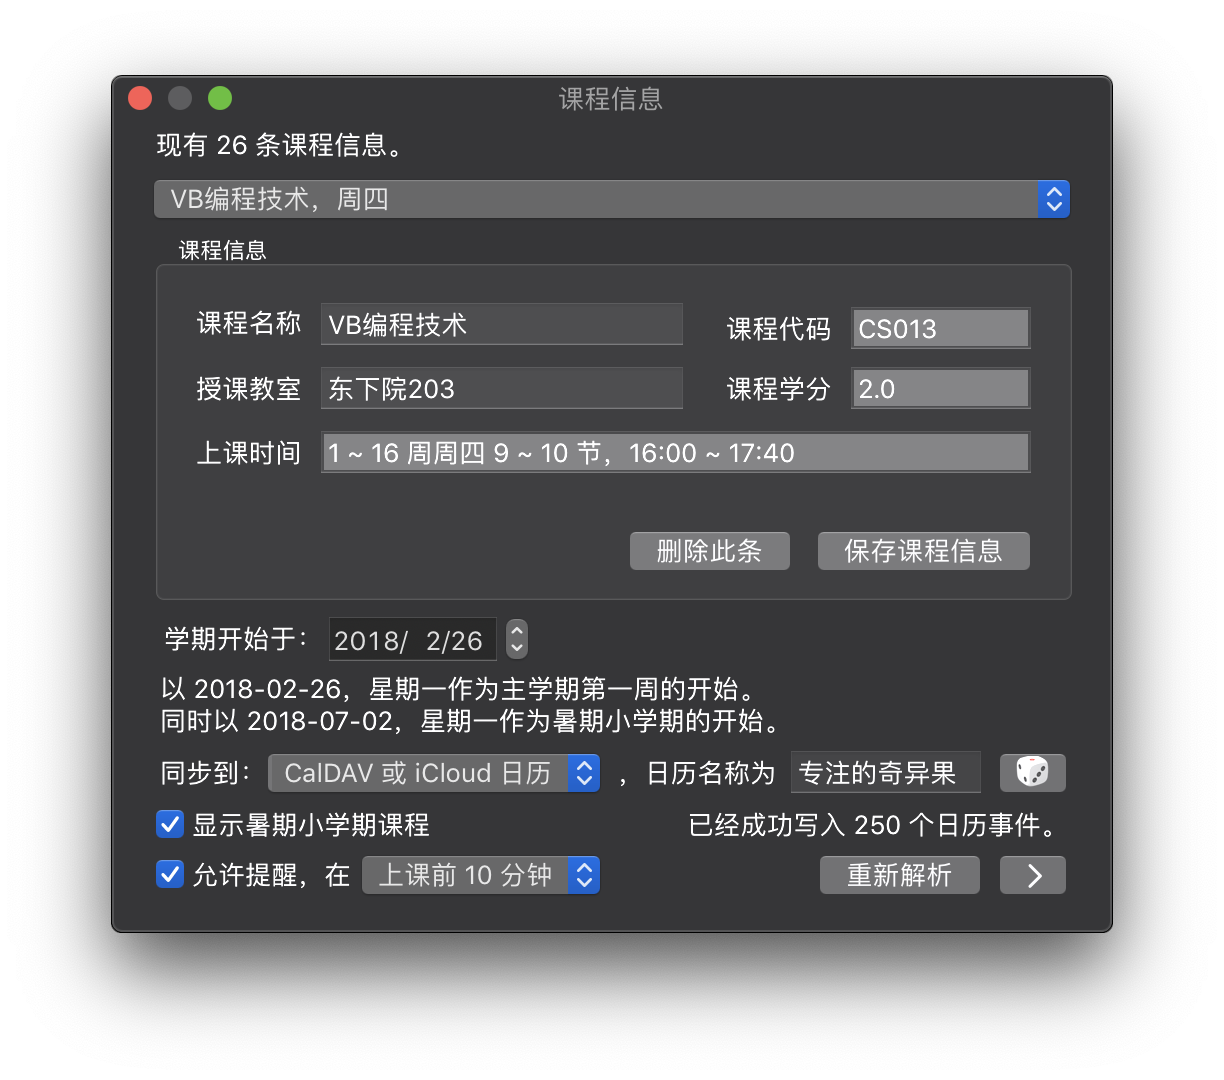 课程信息
现有 26 条课程信息。
VB编程技术，周四
课程信息
课程名称 VB编程技术 课程代码 CS013
授课教室 东下院203 课程学分 2.0
上课时间 1 ~ 16 周周四 9 ~ 10 节，16:00 ~ 17:40
删除此条 保存课程信息
学期开始于： 2018/ 2/26
以 2018-02-26，星期一作为主学期第一周的开始。
同时以 2018-07-02，星期一作为暑期小学期的开始。
同步到： CalDAV 或 iCloud 日历 ，日历名称为 专注的奇异果
显示暑期小学期课程 已经成功写入 250 个日历事件。
允许提醒，在 上课前 10 分钟 重新解析